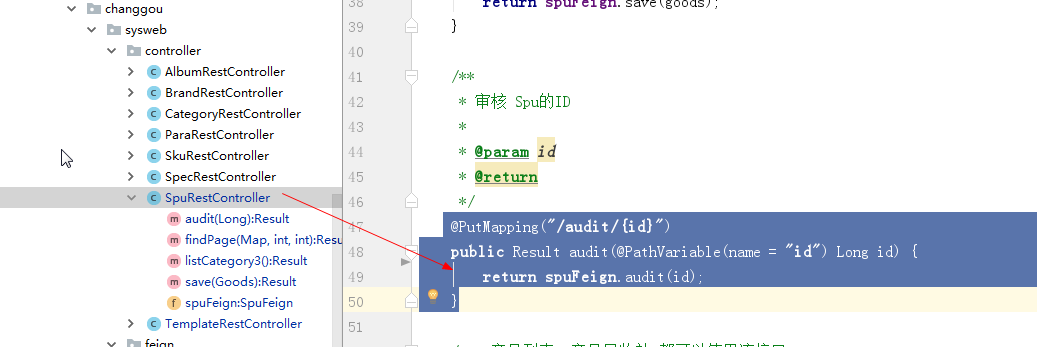 changgou
sysweb
controller
AlbumRestController
BrandRestController
CategoryRestController
ParaRestController
SkuRestController
SpecRestController
SpuRestController
audit(Long):Result
findPage(Map, int, int):Resu
listCategory3():Result
save(Goods):Result
spuFeign:SpuFeign
TemplateRestController
feign
38 return spuFeign.save(goods);
39 }
40
41 /**
42 * 审核 Spu的ID
43 *
44 * @param id
45 * @return
46 */
47 @PutMapping("/audit/{id}")
48 public Result audit(@PathVariable(name = "id") Long id) {
49 return spuFeign.audit(id);
50 }
51